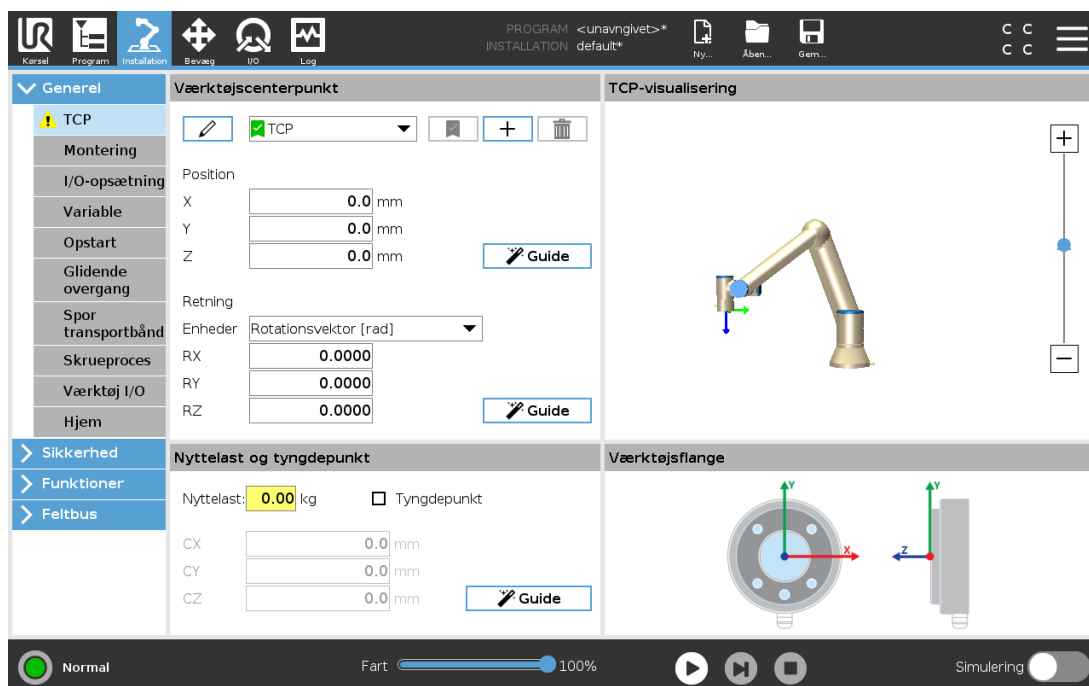 UR
Kørsel
Program
Installation
Bevæg
I/O
Log
PROGRAM <unavngivet>*
INSTALLATION default*
Ny...
Åben...
Gem...
C C
C C
Generel
TCP
Montering
I/O-opsætning
Variable
Opstart
Glidende
overgang
Spor
transportbånd
Skrueproces
Værktøj I/O
Hjem
Sikkerhed
Funktioner
Feltbus
Værktøjscenterpunkt
TCP
Position
X 0.0 mm
Y 0.0 mm
Z 0.0 mm
Guide
Retning
Enheder Rotationsvektor [rad]
RX 0.0000
RY 0.0000
RZ 0.0000
Guide
Nyttelast og tyngdepunkt
Nyttelast: 0.00 kg Tyngdepunkt
CX 0.0 mm
CY 0.0 mm
CZ 0.0 mm
Guide
TCP-visualisering
Værktøjsflange
Y
X
Y
Z
Normal
Fart 100%
Simulering